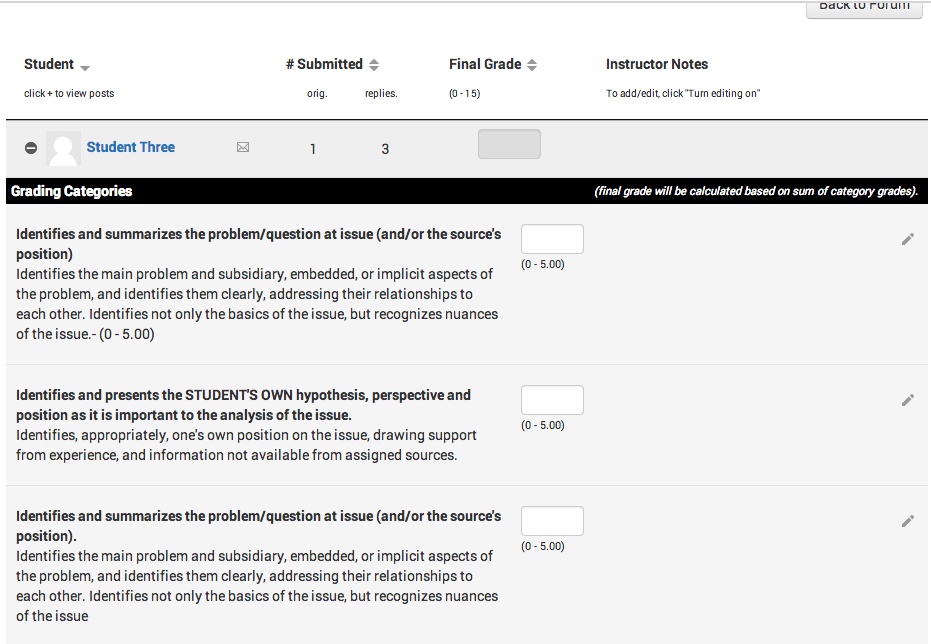 Back to Forum
Student # Submitted Final Grade Instructor Notes
click + to view posts orig. replies. (0 - 15) To add/edit, click "Turn editing on"
Student Three 1 3
Grading Categories (final grade will be calculated based on sum of category grades).
Identifies and summarizes the problem/question at issue (and/or the source's
position)
Identifies the main problem and subsidiary, embedded, or implicit aspects of
the problem, and identifies them clearly, addressing their relationships to
each other. Identifies not only the basics of the issue, but recognizes nuances
of the issue.- (0 - 5.00)
(0 - 5.00)
Identifies and presents the STUDENT'S OWN hypothesis, perspective and
position as it is important to the analysis of the issue.
Identifies, appropriately, one's own position on the issue, drawing support
from experience, and information not available from assigned sources.
(0 - 5.00)
Identifies and summarizes the problem/question at issue (and/or the source's
position).
Identifies the main problem and subsidiary, embedded, or implicit aspects of
the problem, and identifies them clearly, addressing their relationships to
each other. Identifies not only the basics of the issue, but recognizes nuances
of the issue
(0 - 5.00)